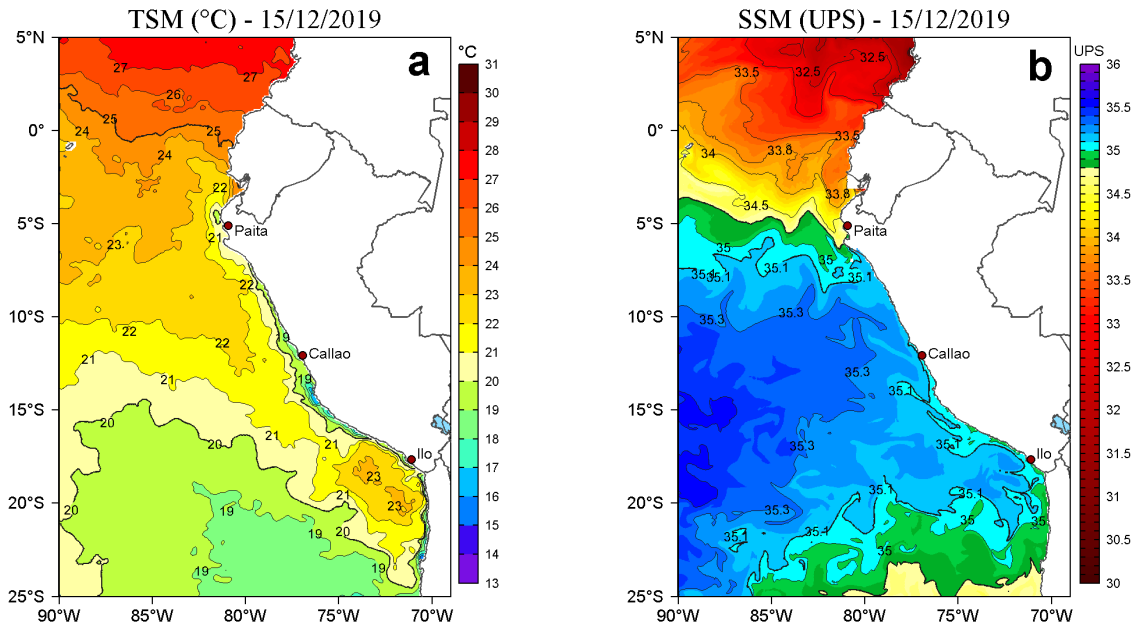 TSM (°C) - 15/12/2019
SSM (UPS) - 15/12/2019
a
b
°C
31
30
29
28
27
26
25
24
23
22
21
20
19
18
17
16
15
14
13
UPS
36
35.5
35
34.5
34
33.5
33
32.5
32
31.5
31
30.5
30
5°N
0°
5°S
10°S
15°S
20°S
25°S
90°W
85°W
80°W
75°W
70°W
27
27
26
25
25
24
24
22
Paita
21
23
22
22
22
19
Callao
21
21
19
20
20
21
21
Ilo
23
21
23
20
19
20
19
19
23
5°N
0°
5°S
10°S
15°S
20°S
25°S
90°W
85°W
80°W
75°W
70°W
32.5
32.5
33.5
33.5
33.8
34
33.8
34.5
Paita
35
35
35.1
35.1
35.1
35.1
35.3
35.3
Callao
35.3
35.1
35.3
35.1
Ilo
35.1
35.1
35.3
35
35
35.1
35.1
35